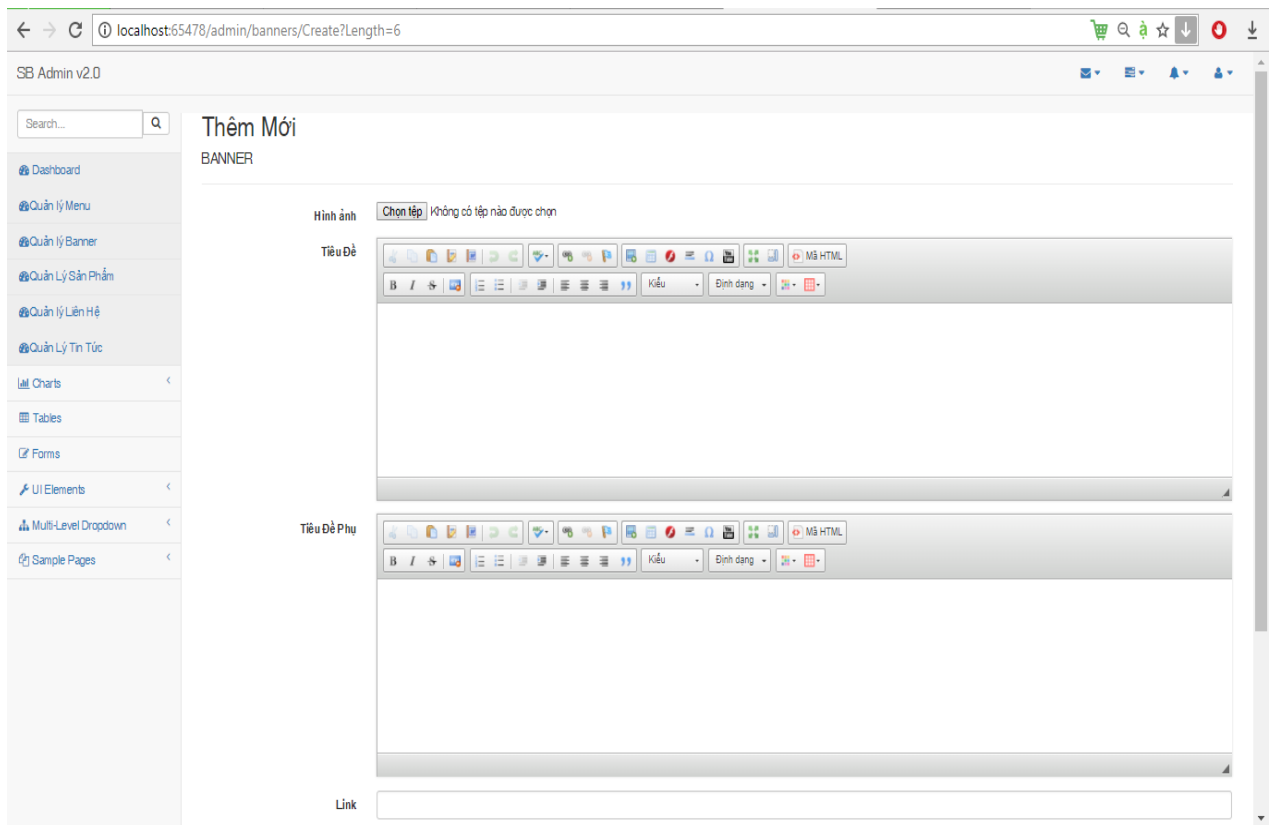 localhost:65478/admin/banners/Create?Length=6
SB Admin v2.0
Search...
Dashboard
Quản lý Menu
Quản lý Banner
Quản Lý Sản Phẩm
Quản lý Liên Hệ
Quản Lý Tin Tức
Charts
Tables
Forms
UI Elements
Multi-Level Dropdown
Sample Pages
Thêm Mới
BANNER
Hình ảnh
Chọn tệp Không có tệp nào được chọn
Tiêu Đề
Mã HTML
B I S Kiểu Định dạng
Tiêu Đề Phụ
Mã HTML
B I S Kiểu Định dạng
Link